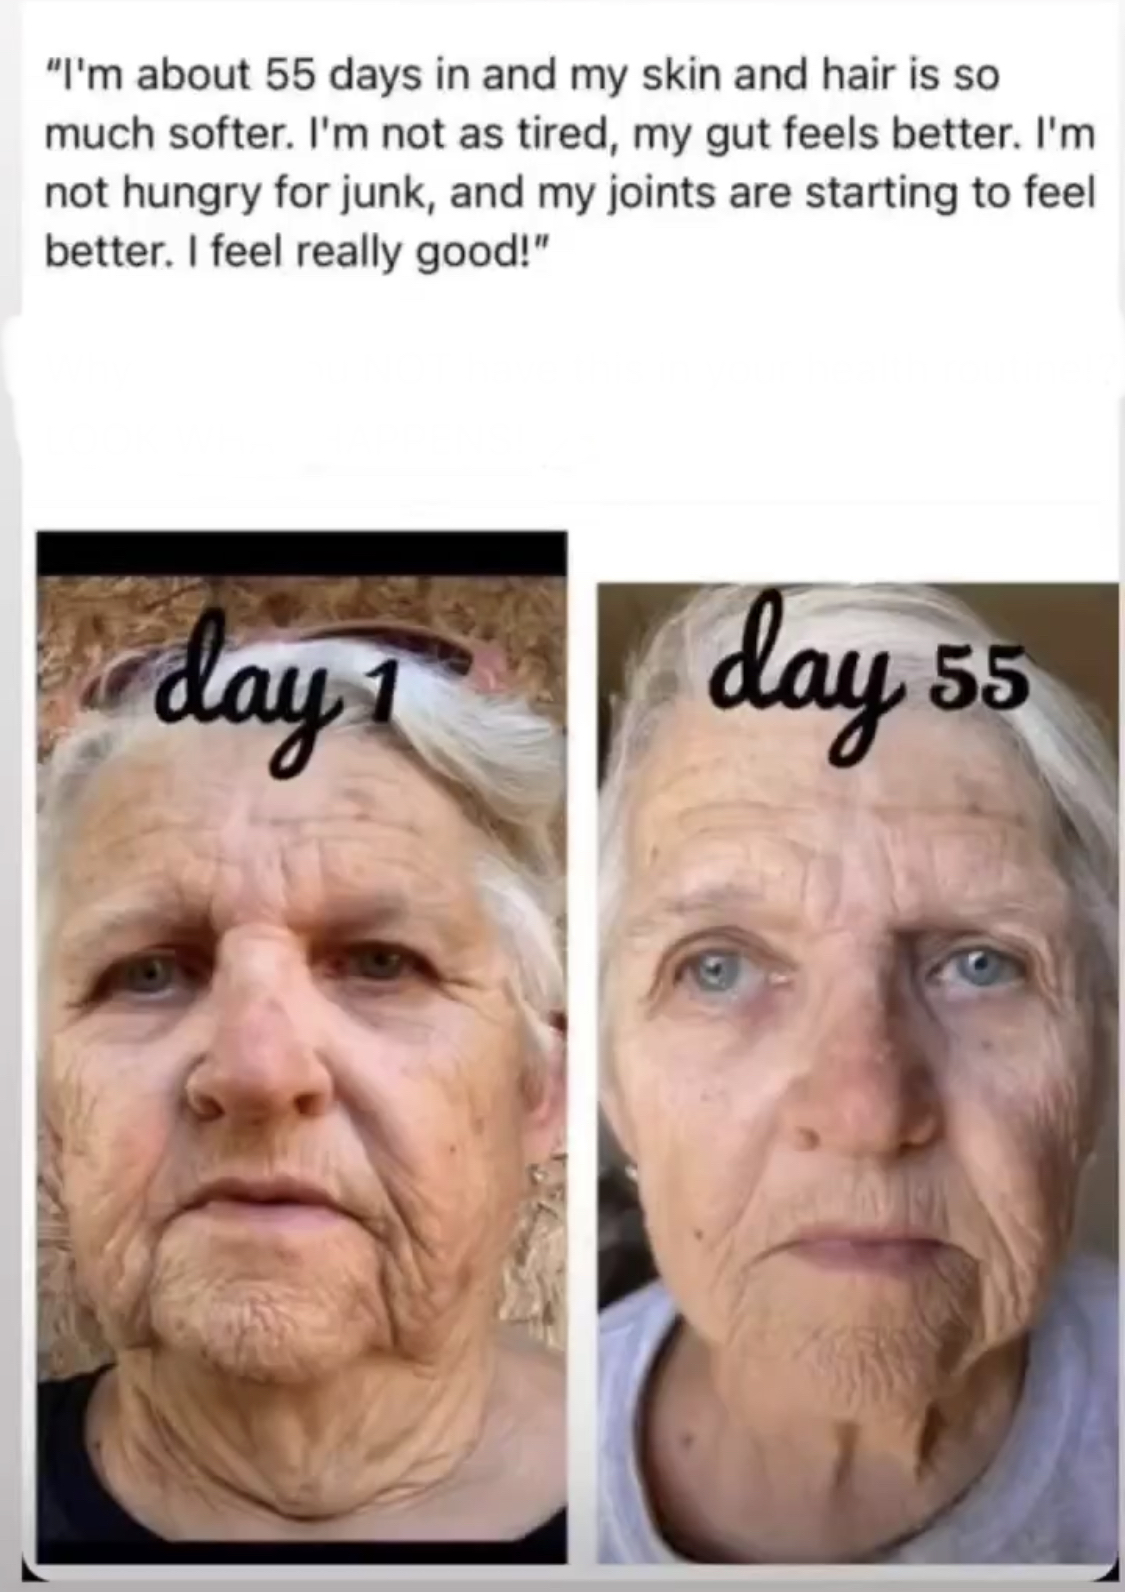 “I'm about 55 days in and my skin and hair is so
much softer. I'm not as tired, my gut feels better. I'm
not hungry for junk, and my joints are starting to feel
better. I feel really good!”
day 1
day 55